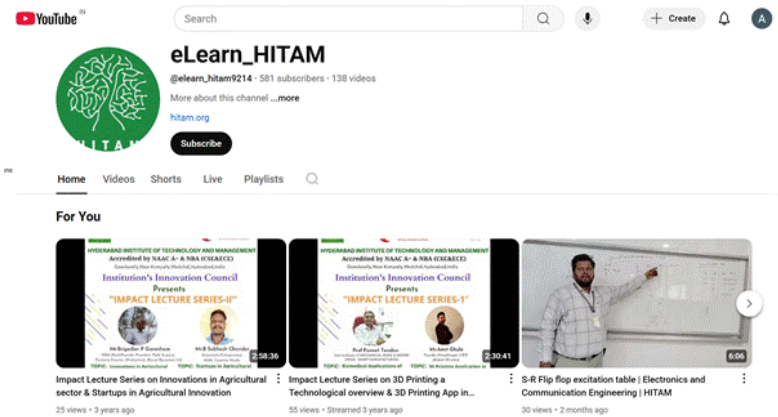 YouTube IN
Search
Create
A
eLearn_HITAM
@elearn_hitam9214 · 581 subscribers · 138 videos
More about this channel ...more
hitam.org
Subscribe
HITAM
Home Videos Shorts Live Playlists
For You
HYDERABAD INSTITUTE OF TECHNOLOGY AND MANAGEMENT
Accredited by NAAC A+ & NBA (CSE&ECE)
Institution's Innovation Council
Presents
"IMPACT LECTURE SERIES-II"
2:58:36
HYDERABAD INSTITUTE OF TECHNOLOGY AND MANAGEMENT
Accredited by NAAC A+ & NBA (CSE&ECE)
Institution's Innovation Council
Presents
"IMPACT LECTURE SERIES-1"
2:30:41
6:06
Impact Lecture Series on Innovations in Agricultural
sector & Startups in Agricultural Innovation
25 views • 3 years ago
Impact Lecture Series on 3D Printing a
Technological overview & 3D Printing App in...
55 views • Streamed 3 years ago
S-R Flip flop excitation table | Electronics and
Communication Engineering | HITAM
30 views • 2 months ago